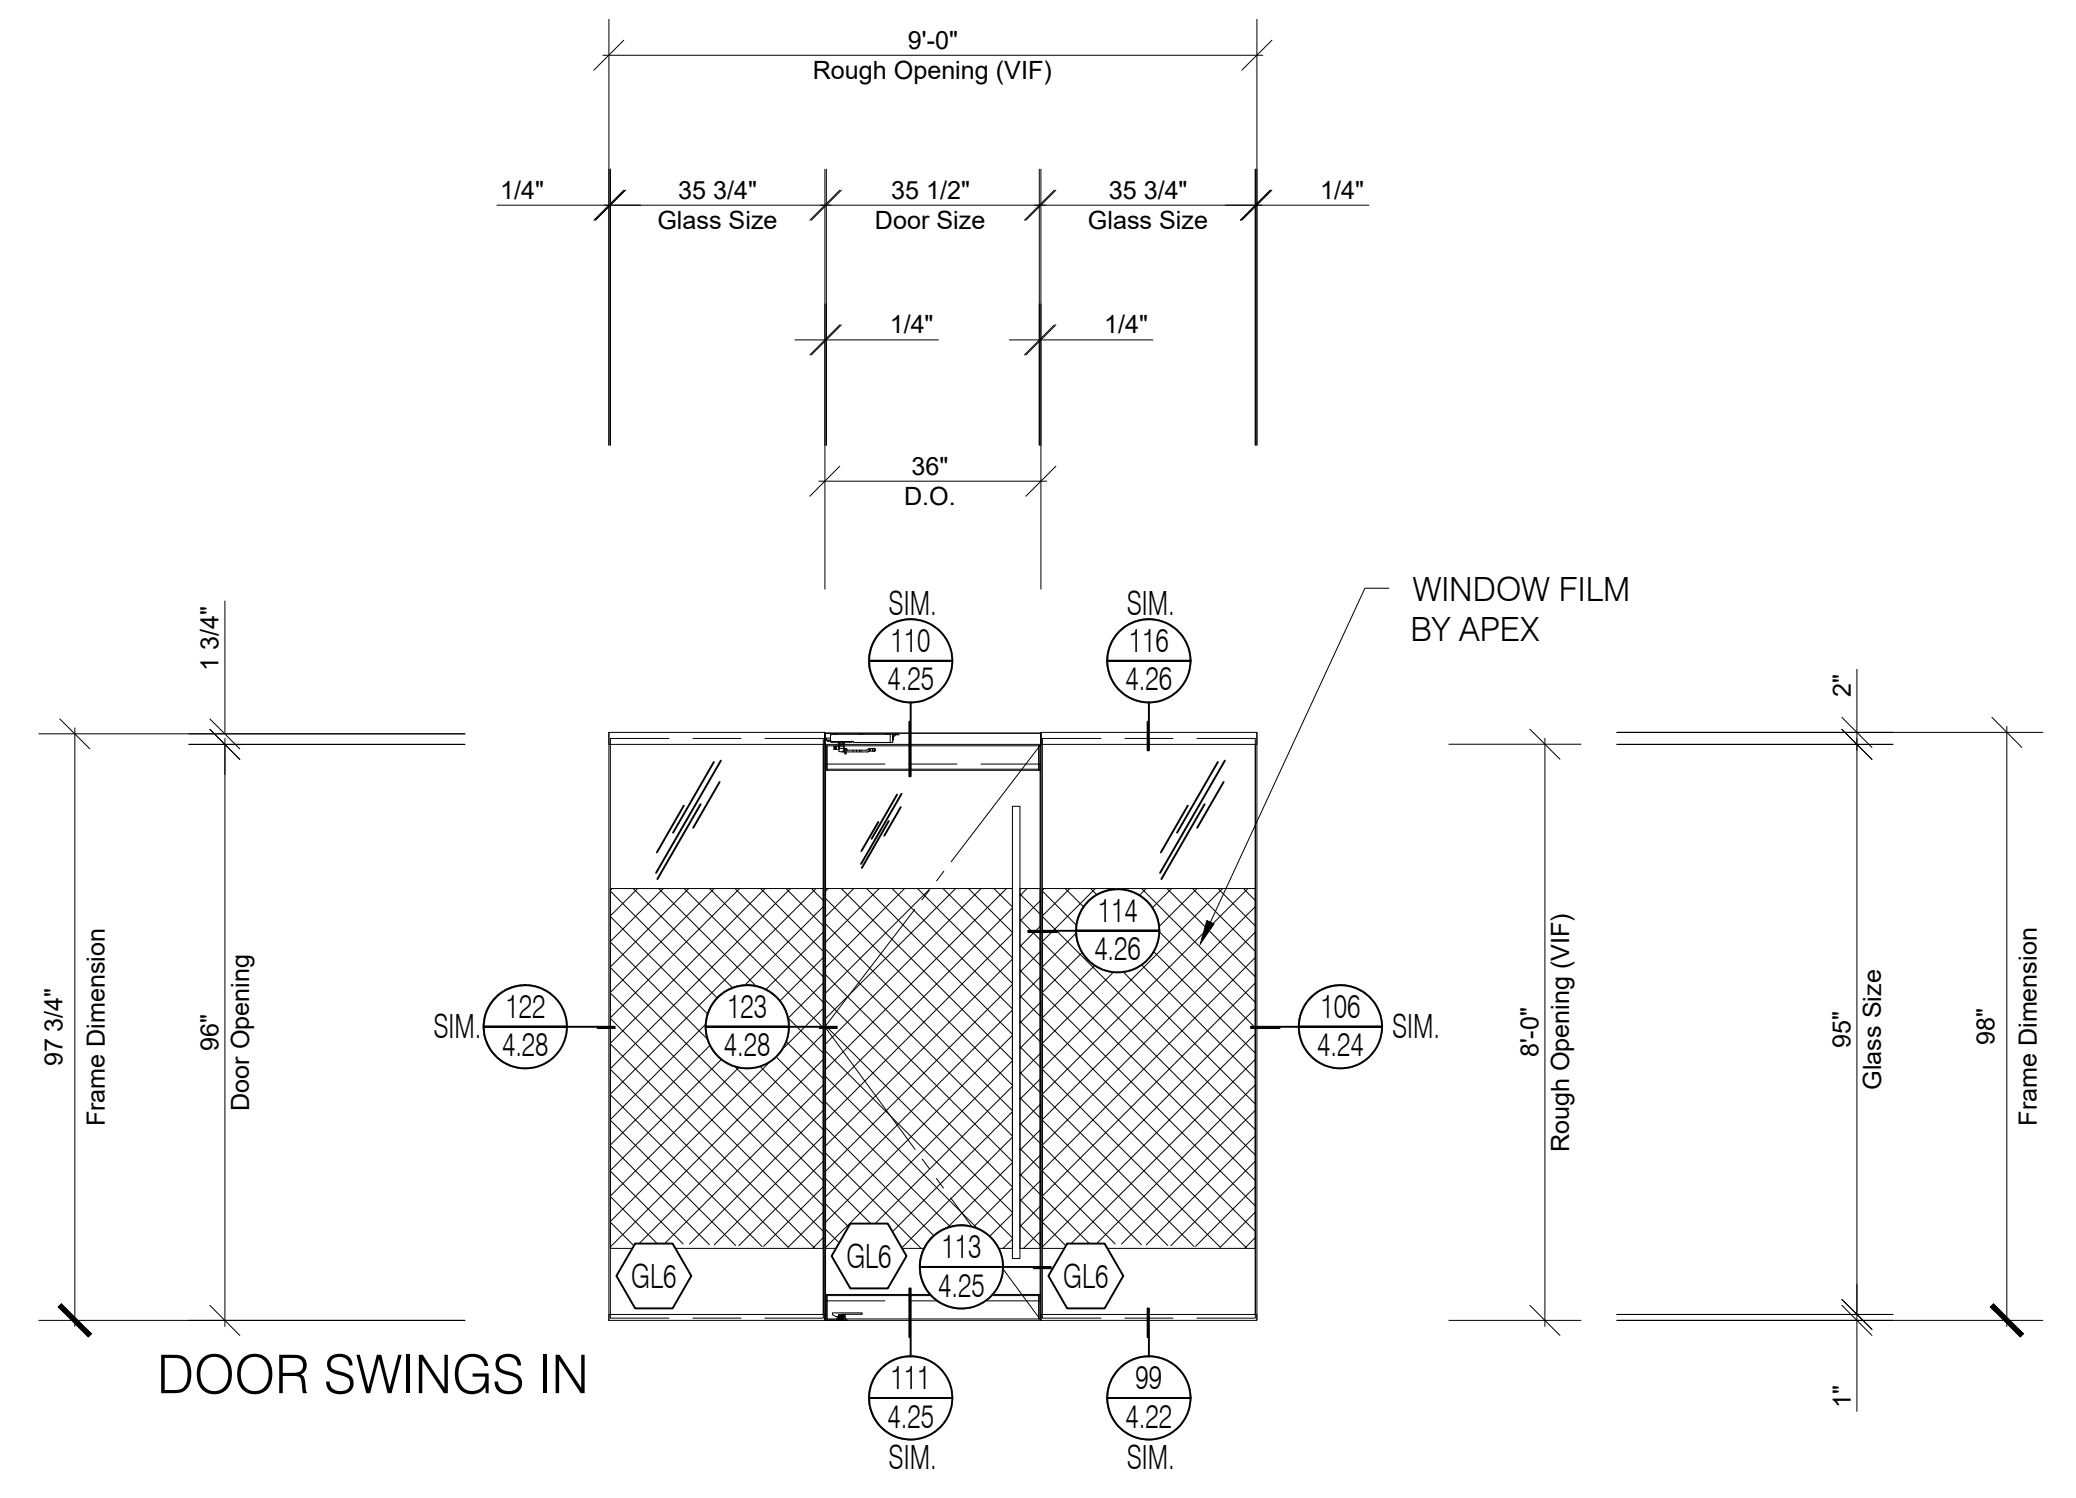 9'-0"
Rough Opening (VIF)
1/4"
35 3/4"
35 1/2"
35 3/4"
1/4"
Glass Size
Door Size
Glass Size
1/4"
1/4"
36"
D.O.
WINDOW FILM
BY APEX
SIM.
110
4.25
SIM.
116
4.26
1 3/4"
2"
97 3/4"
Frame Dimension
96"
Door Opening
114
4.26
SIM.
122
4.28
123
4.28
106
4.24
SIM.
8'-0"
Rough Opening (VIF)
95"
Glass Size
98"
Frame Dimension
GL6
GL6
113
4.25
GL6
DOOR SWINGS IN
111
4.25
SIM.
99
4.22
SIM.
1"